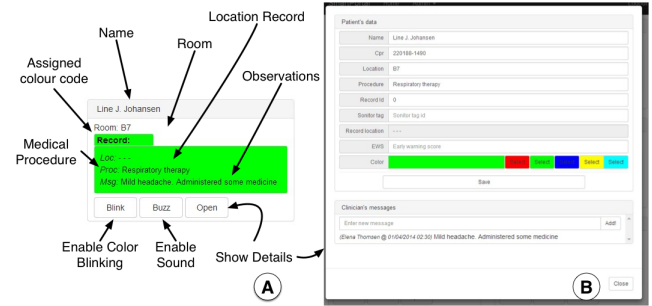 Location Record
Name
Room
Assigned
colour code
Observations
Medical
Procedure
Line J. Johansen
Room: B7
Record:
Loc: - - -
Proc: Respiratory therapy
Msg: Mild headache. Administered some medicine
Blink
Buzz
Open
Enable Color
Blinking
Enable
Sound
Show Details
A
Patient's data
Name Line J. Johansen
Cpr 220188-1490
Location B7
Procedure Respiratory therapy
Record Id 0
Sonitor tag Sonitor tag id
Record location - - -
EWS Early warning score
Color Select Select Select
Save
Clinician's messages
Enter new message Add!
(Elena Thomsen @ 01/04/2014 02:30) Mild headache. Administered some medicine
B
Close